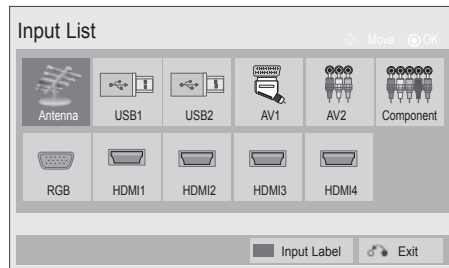 Input List
Move OK
Antenna USB1 USB2 AV1 AV2 Component
RGB HDMI1 HDMI2 HDMI3 HDMI4
Input Label Exit